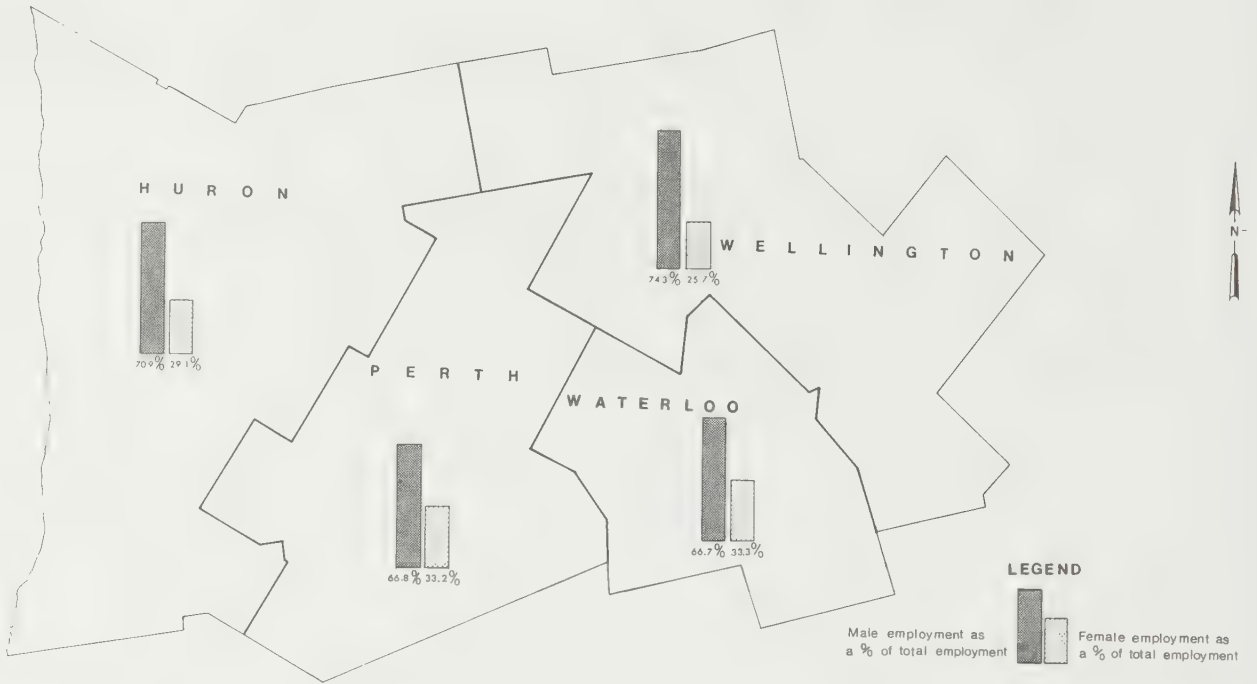 HURON
70.9% 29.1%
74.3% 25.7%
WELLINGTON
N
PERTH
66.8% 33.2%
WATERLOO
66.7% 33.3%
LEGEND
Male employment as
a % of total employment
Female employment as
a % of total employment